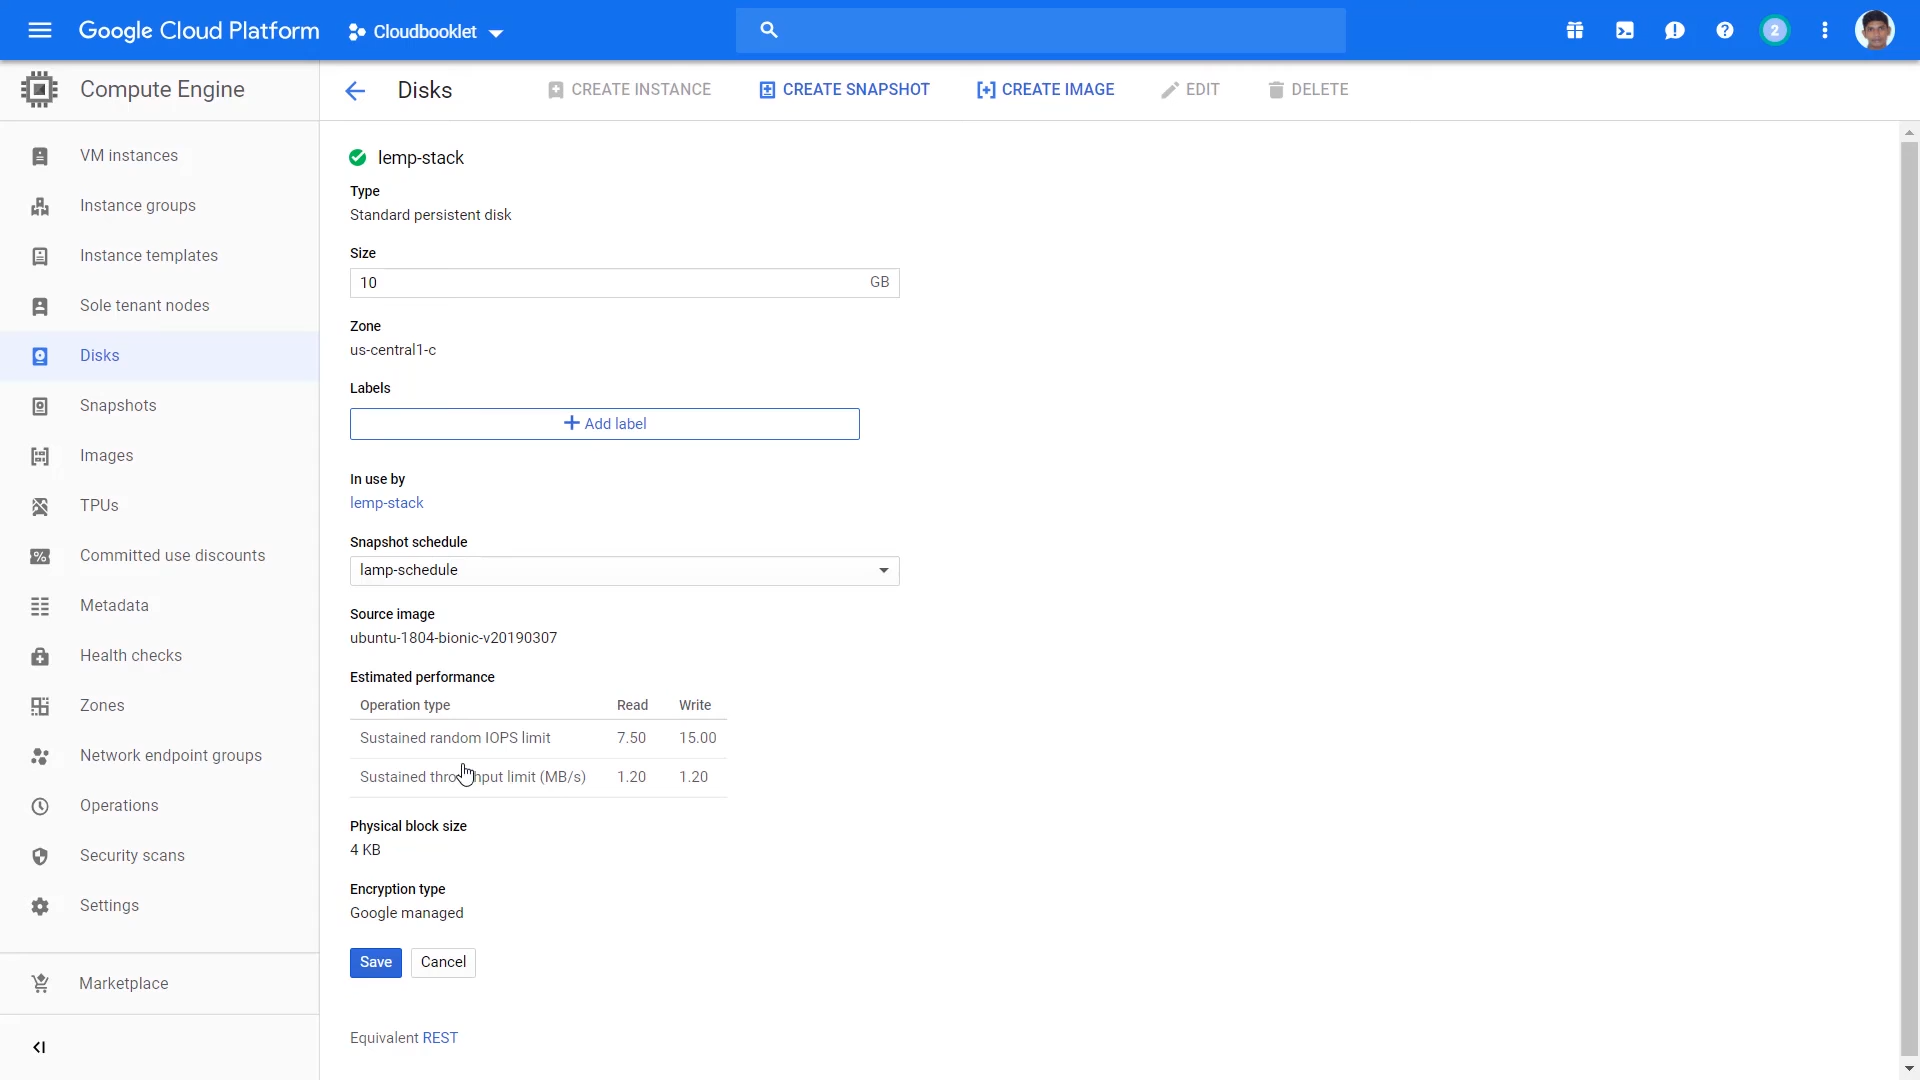 Google Cloud Platform
Cloudbooklet
2
Compute Engine
Disks
CREATE INSTANCE
CREATE SNAPSHOT
CREATE IMAGE
EDIT
DELETE
VM instances
Instance groups
Instance templates
Sole tenant nodes
Disks
Snapshots
Images
TPUs
Committed use discounts
Metadata
Health checks
Zones
Network endpoint groups
Operations
Security scans
Settings
Marketplace
lemp-stack
Type
Standard persistent disk
Size
10 GB
Zone
us-central1-c
Labels
Add label
In use by
lemp-stack
Snapshot schedule
lamp-schedule
Source image
ubuntu-1804-bionic-v20190307
Estimated performance
Operation type Read Write
Sustained random IOPS limit 7.50 15.00
Sustained throughput limit (MB/s) 1.20 1.20
Physical block size
4 KB
Encryption type
Google managed
Save Cancel
Equivalent REST